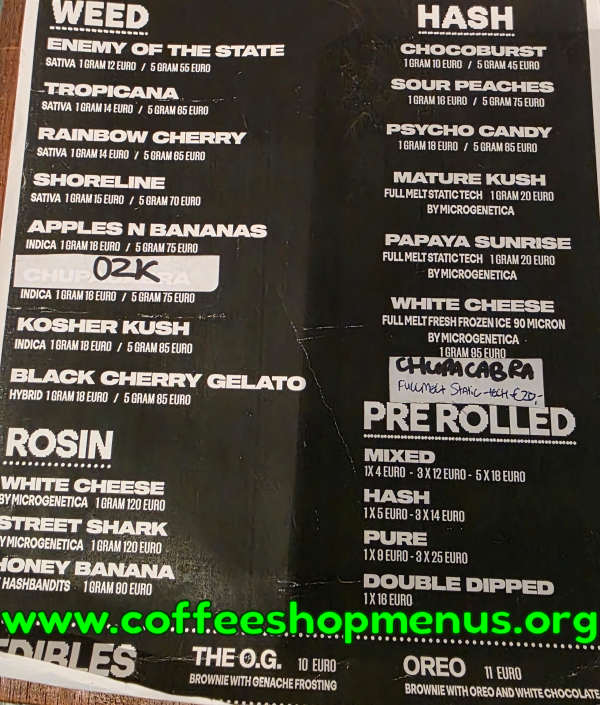 WEED
ENEMY OF THE STATE
SATIVA 1 GRAM 12 EURO / 5 GRAM 55 EURO
TROPICANA
SATIVA 1 GRAM 14 EURO / 5 GRAM 65 EURO
RAINBOW CHERRY
SATIVA 1 GRAM 14 EURO / 5 GRAM 65 EURO
SHORELINE
SATIVA 1 GRAM 15 EURO / 5 GRAM 70 EURO
APPLES N BANANAS
INDICA 1 GRAM 16 EURO / 5 GRAM 75 EURO
OZK
INDICA 1 GRAM 18 EURO / 5 GRAM 75 EURO
KOSHER KUSH
INDICA 1 GRAM 18 EURO / 5 GRAM 85 EURO
BLACK CHERRY GELATO
HYBRID 1 GRAM 18 EURO / 5 GRAM 85 EURO
ROSIN
WHITE CHEESE
BY MICROGENETICA 1 GRAM 120 EURO
STREET SHARK
Y MICROGENETICA 1 GRAM 120 EURO
HONEY BANANA
HASHBANDITS 1 GRAM 90 EURO
HASH
CHOCOBURST
1 GRAM 10 EURO / 5 GRAM 45 EURO
SOUR PEACHES
1 GRAM 16 EURO / 5 GRAM 75 EURO
PSYCHO CANDY
1 GRAM 18 EURO / 5 GRAM 85 EURO
MATURE KUSH
FULL MELT STATIC TECH 1 GRAM 20 EURO
BY MICROGENETICA
PAPAYA SUNRISE
FULL MELT STATIC TECH 1 GRAM 20 EURO
BY MICROGENETICA
WHITE CHEESE
FULL MELT FRESH FROZEN ICE 90 MICRON
BY MICROGENETICA
1 GRAM 85 EURO
CHUPACABRA
FULLMELT STATIC-TECH €20,-
PRE ROLLED
MIXED
1 X 4 EURO - 3 X 12 EURO - 5 X 18 EURO
HASH
1 X 5 EURO - 3 X 14 EURO
PURE
1 X 9 EURO - 3 X 25 EURO
DOUBLE DIPPED
1 X 16 EURO
www.coffeeshopmenus.org
EDIBLES
THE O.G. 10 EURO
BROWNIE WITH GENACHE FROSTING
OREO 11 EURO
BROWNIE WITH OREO AND WHITE CHOCOLATE